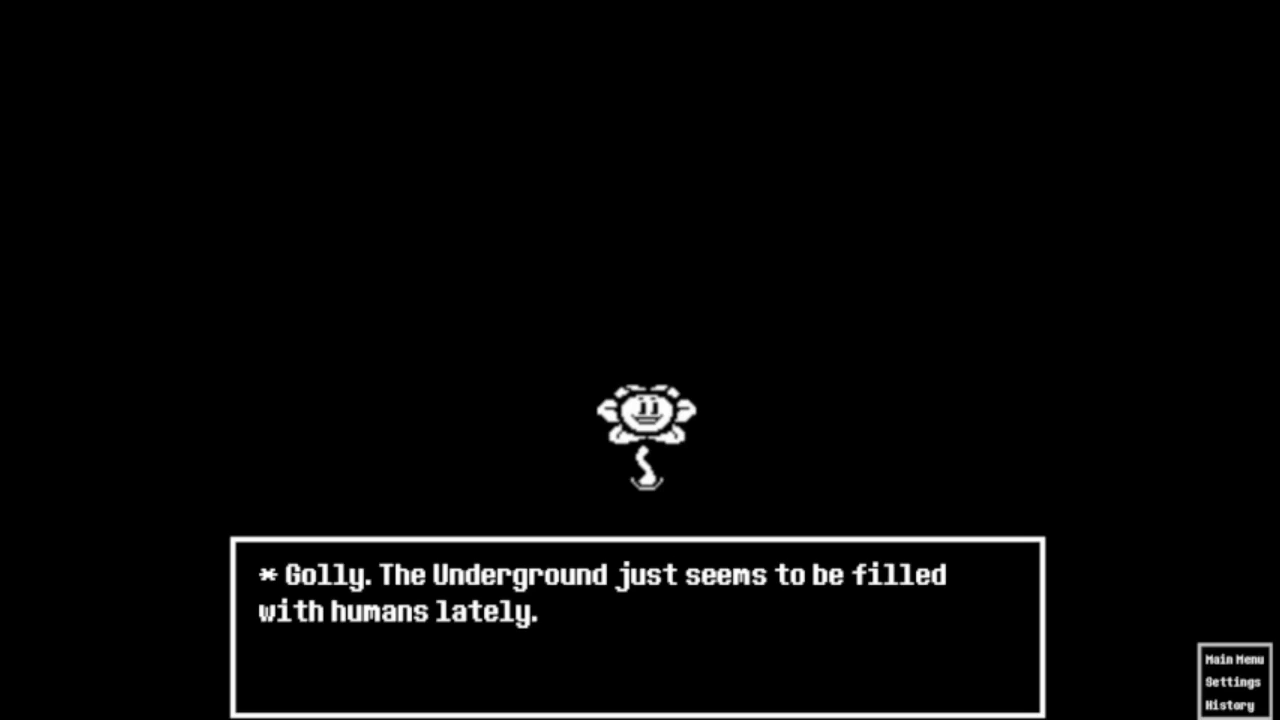 * Golly. The Underground just seems to be filled
with humans lately.
Main Menu
Settings
History